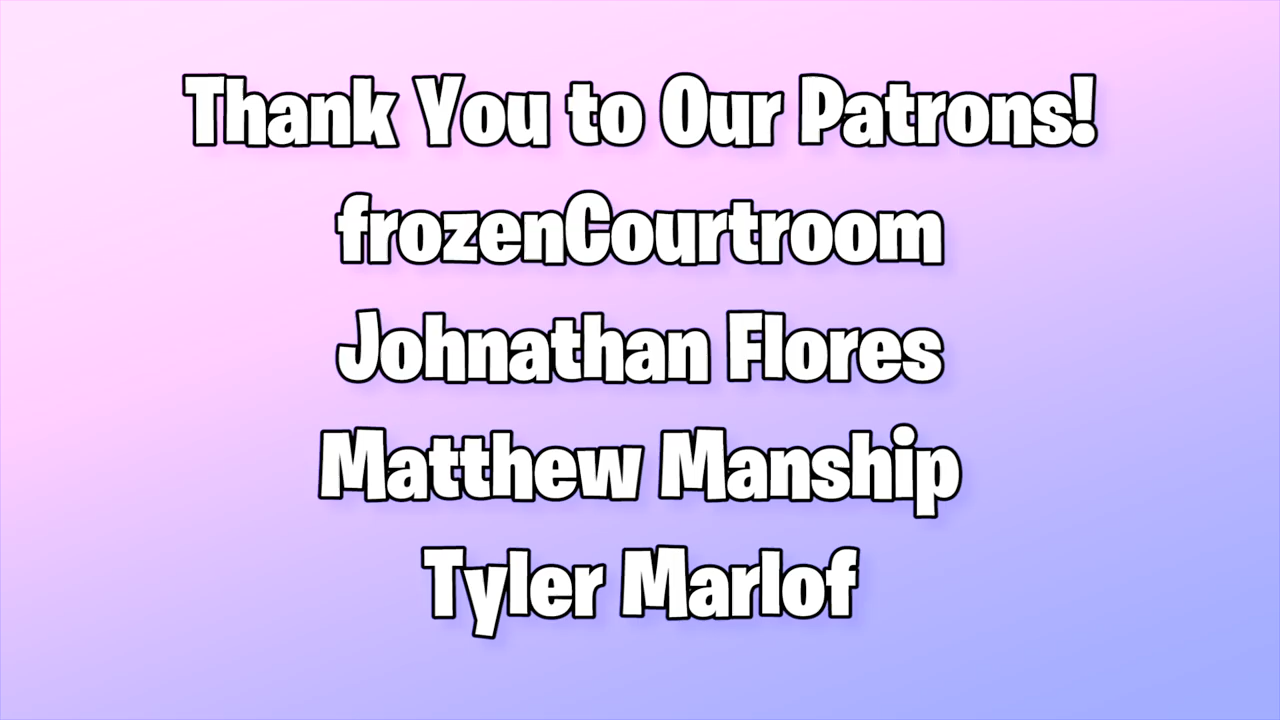 Thank You to Our Patrons!
frozenCourtroom
Johnathan Flores
Matthew Manship
Tyler Marlof